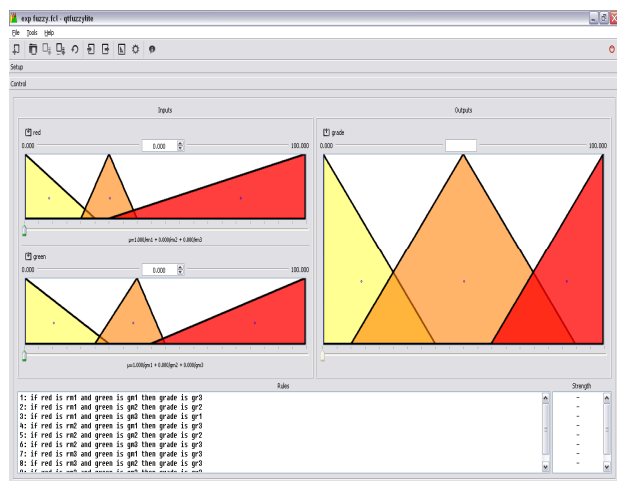 exp fuzzy.fcl - qtfuzzylite
File Tools Help
Setup
Control
Inputs
Outputs
red
0.000 0.000 100.000
grade
0.000 100.000
μ=1.000/rm1 + 0.000/rm2 + 0.000/rm3
green
0.000 0.000 100.000
μ=1.000/gm1 + 0.000/gm2 + 0.000/gm3
Rules
Strength
1: if red is rm1 and green is gm1 then grade is gr3 -
2: if red is rm1 and green is gm2 then grade is gr2 -
3: if red is rm1 and green is gm3 then grade is gr1 -
4: if red is rm2 and green is gm1 then grade is gr3 -
5: if red is rm2 and green is gm2 then grade is gr2 -
6: if red is rm2 and green is gm3 then grade is gr3 -
7: if red is rm3 and green is gm1 then grade is gr3 -
8: if red is rm3 and green is gm2 then grade is gr3 -